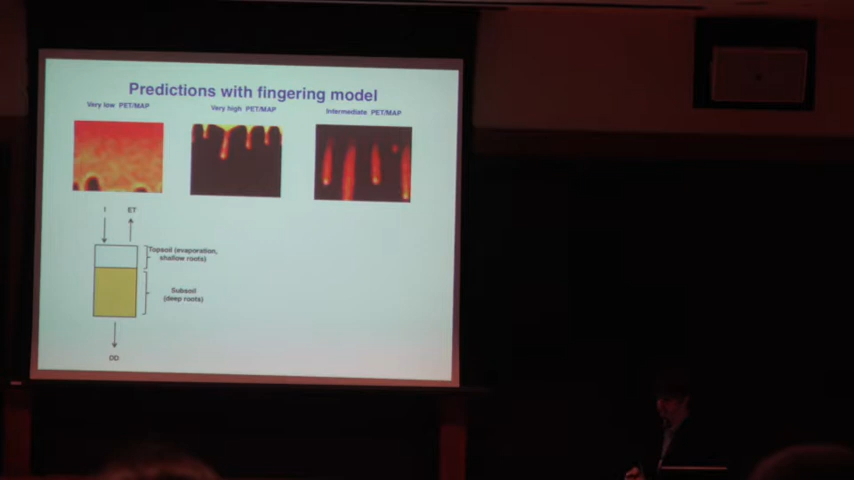 Predictions with fingering model
Very low PET/MAP
Very high PET/MAP
Intermediate PET/MAP
I
ET
Topsoil (evaporation,
shallow roots)
Subsoil
(deep roots)
DD